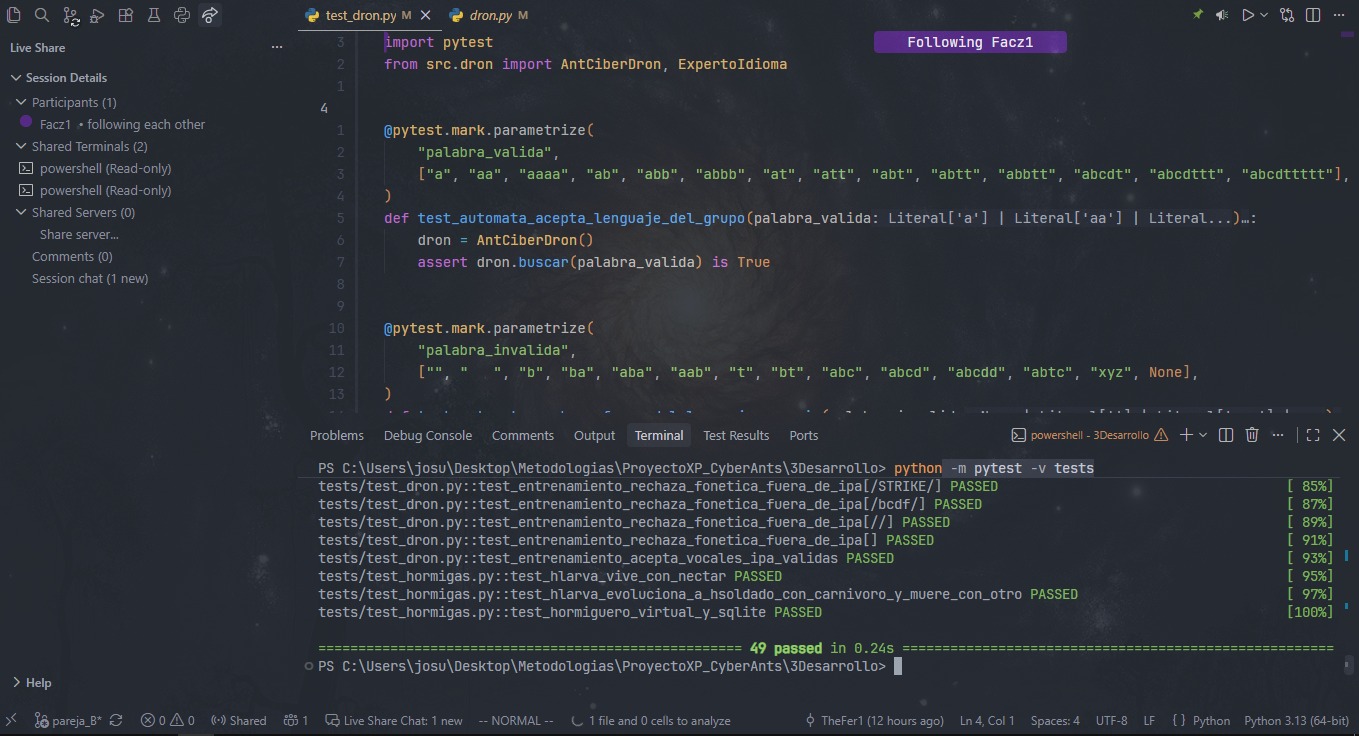 test_dron.py M
dron.py M
Live Share
Following Facz1
Session Details
Participants (1)
Facz1 • following each other
Shared Terminals (2)
powershell (Read-only)
powershell (Read-only)
Shared Servers (0)
Share server...
Comments (0)
Session chat (1 new)
3 import pytest
2 from src.dron import AntCiberDron, ExpertoIdioma
1
4
1 @pytest.mark.parametrize(
2 "palabra_valida",
3 ["a", "aa", "aaaa", "ab", "abb", "abbb", "at", "att", "abt", "abtt", "abbtt", "abcdt", "abcdttt", "abcdttttt"],
4 )
5 def test_automata_acepta_lenguaje_del_grupo(palabra_valida: Literal['a'] | Literal['aa'] | Literal...)…:
6 dron = AntCiberDron()
7 assert dron.buscar(palabra_valida) is True
8
9
10 @pytest.mark.parametrize(
11 "palabra_invalida",
12 ["", "   ", "b", "ba", "aba", "aab", "t", "bt", "abc", "abcd", "abcdd", "abtc", "xyz", None],
13 )
Problems Debug Console Comments Output Terminal Test Results Ports
powershell - 3Desarrollo
PS C:\Users\josu\Desktop\Metodologias\ProyectoXP_CyberAnts\3Desarrollo> python -m pytest -v tests
tests/test_dron.py::test_entrenamiento_rechaza_fonetica_fuera_de_ipa[/STRIKE/] PASSED [ 85%]
tests/test_dron.py::test_entrenamiento_rechaza_fonetica_fuera_de_ipa[/bcdf/] PASSED [ 87%]
tests/test_dron.py::test_entrenamiento_rechaza_fonetica_fuera_de_ipa[//] PASSED [ 89%]
tests/test_dron.py::test_entrenamiento_rechaza_fonetica_fuera_de_ipa[] PASSED [ 91%]
tests/test_dron.py::test_entrenamiento_acepta_vocales_ipa_validas PASSED [ 93%]
tests/test_hormigas.py::test_hlarva_vive_con_nectar PASSED [ 95%]
tests/test_hormigas.py::test_hlarva_evoluciona_a_hsoldado_con_carnivoro_y_muere_con_otro PASSED [ 97%]
tests/test_hormigas.py::test_hormiguero_virtual_y_sqlite PASSED [100%]
================================================== 49 passed in 0.24s ===================================================
PS C:\Users\josu\Desktop\Metodologias\ProyectoXP_CyberAnts\3Desarrollo>
Help
pareja_B* 0 0 Shared 1 Live Share Chat: 1 new -- NORMAL -- 1 file and 0 cells to analyze TheFer1 (12 hours ago) Ln 4, Col 1 Spaces: 4 UTF-8 LF { } Python Python 3.13 (64-bit)